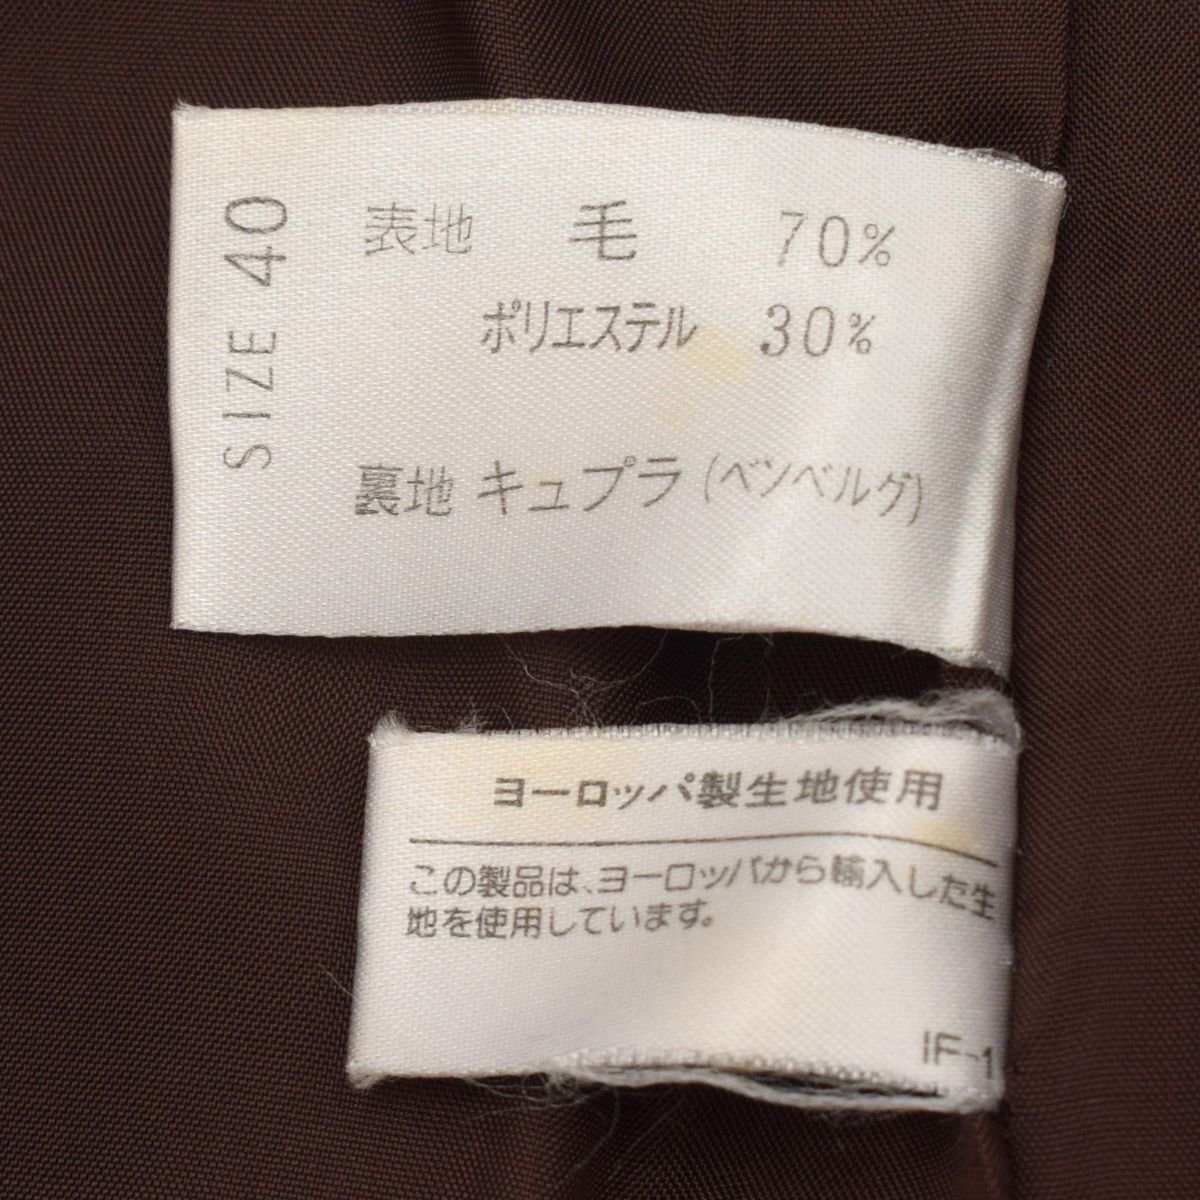 SIZE 40
表地 毛 70%
ポリエステル 30%
裏地 キュプラ(ベンベルグ)
ヨーロッパ製生地使用
この製品は、ヨーロッパから輸入した生
地を使用しています。
IF-1